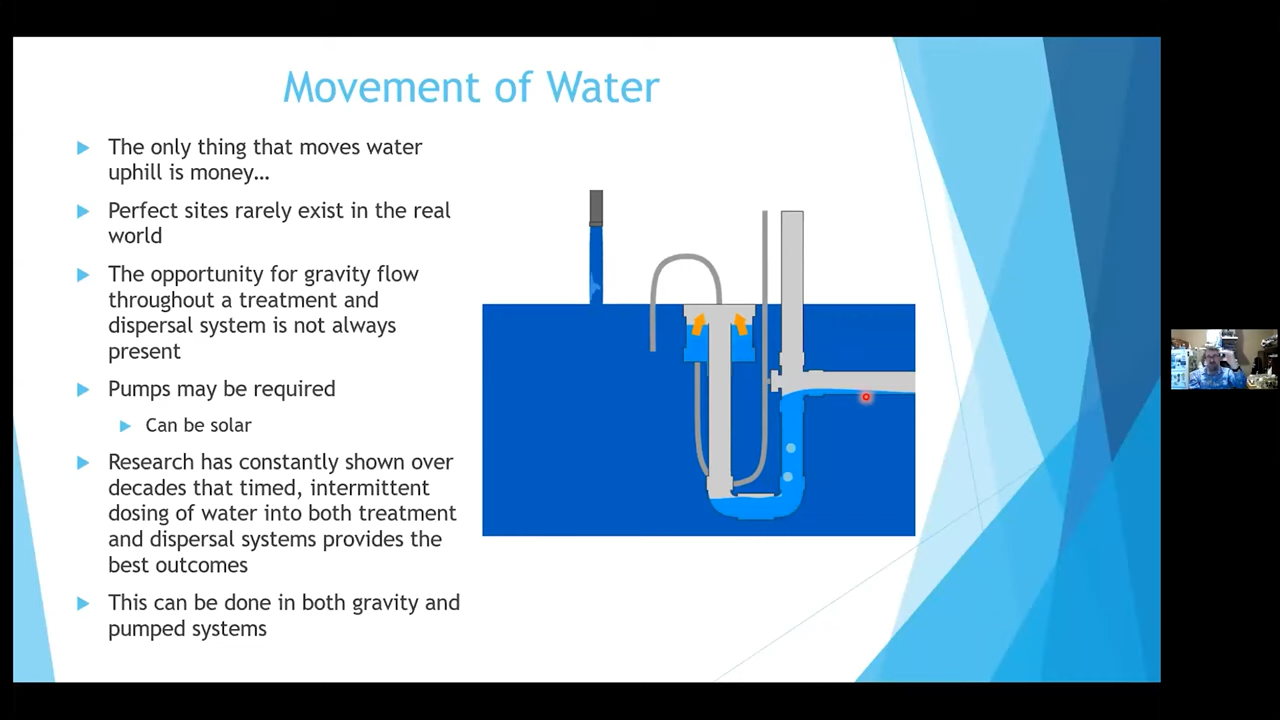 Movement of Water
The only thing that moves water
uphill is money…
Perfect sites rarely exist in the real
world
The opportunity for gravity flow
throughout a treatment and
dispersal system is not always
present
Pumps may be required
Can be solar
Research has constantly shown over
decades that timed, intermittent
dosing of water into both treatment
and dispersal systems provides the
best outcomes
This can be done in both gravity and
pumped systems